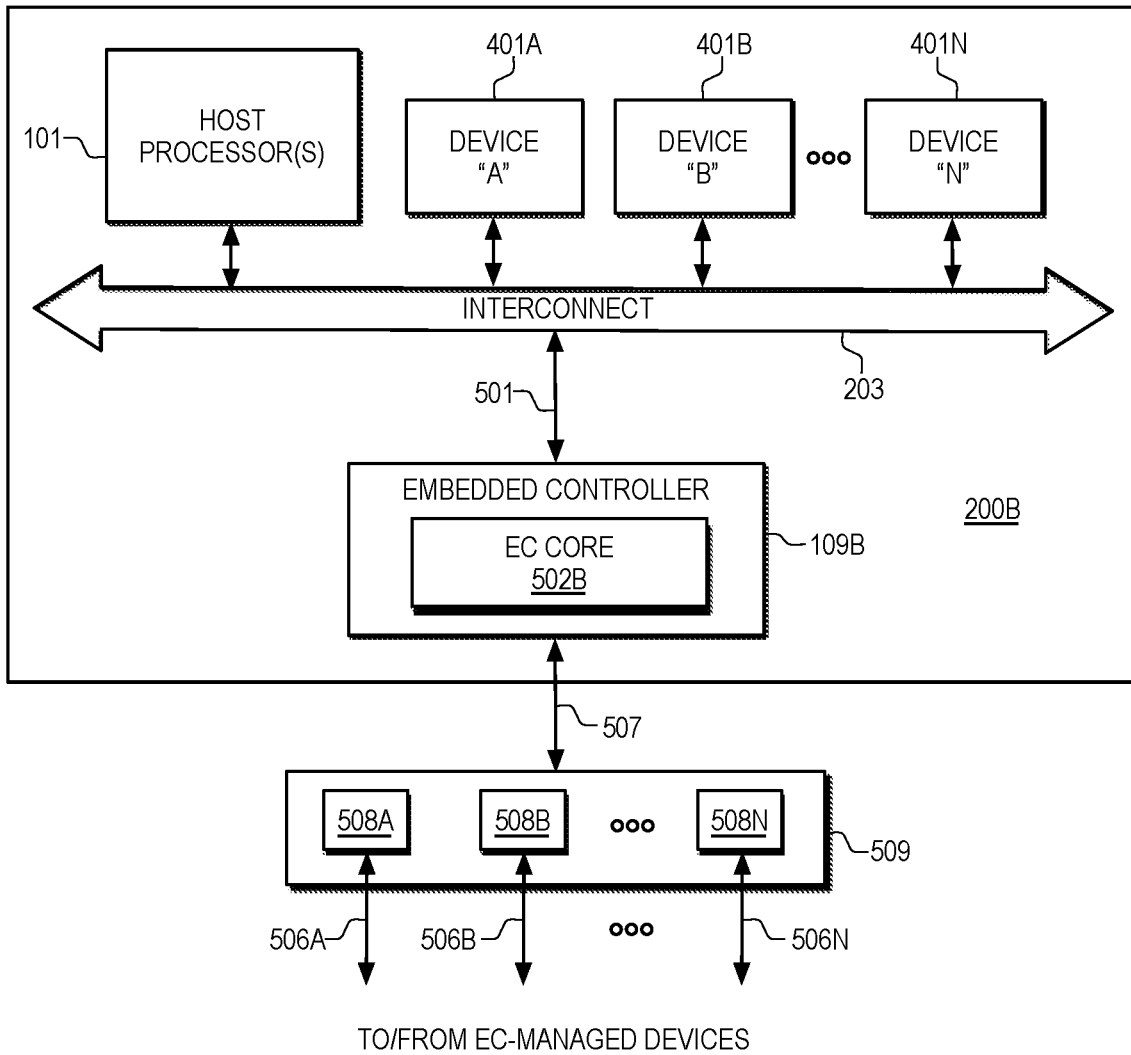 401A
401B
401N
101
HOST
PROCESSOR(S)
DEVICE
“A”
DEVICE
“B”
DEVICE
“N”
INTERCONNECT
203
501
EMBEDDED CONTROLLER
EC CORE
502B
109B
200B
507
508A
508B
508N
509
506A
506B
506N
TO/FROM EC-MANAGED DEVICES